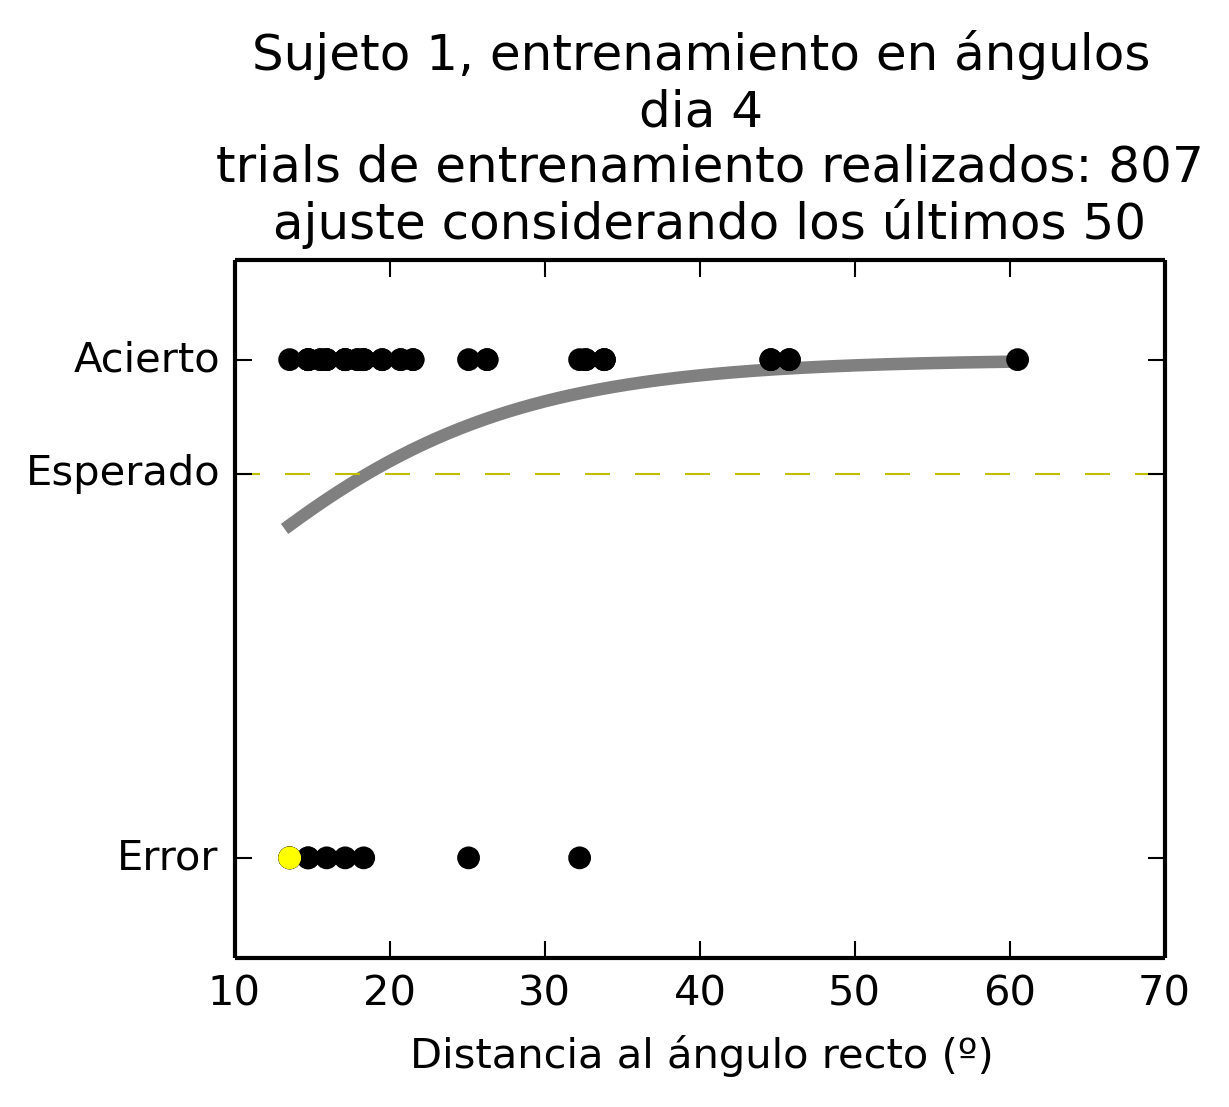 Sujeto 1, entrenamiento en ángulos
dia 4
trials de entrenamiento realizados: 807
ajuste considerando los últimos 50
Acierto
Esperado
Error
10 20 30 40 50 60 70
Distancia al ángulo recto (º)